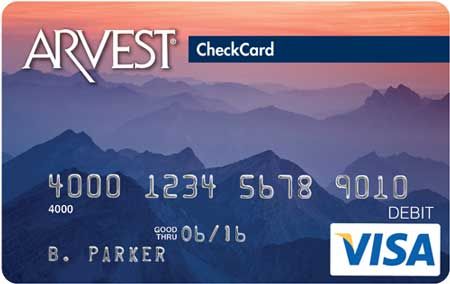 ARVEST® CheckCard
4000 1234 5678 9010
4000
DEBIT
GOOD THRU 06/16
VISA
B. PARKER